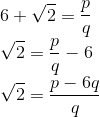 6 + √2 = p/q
√2 = p/q − 6
√2 = (p − 6q)/q